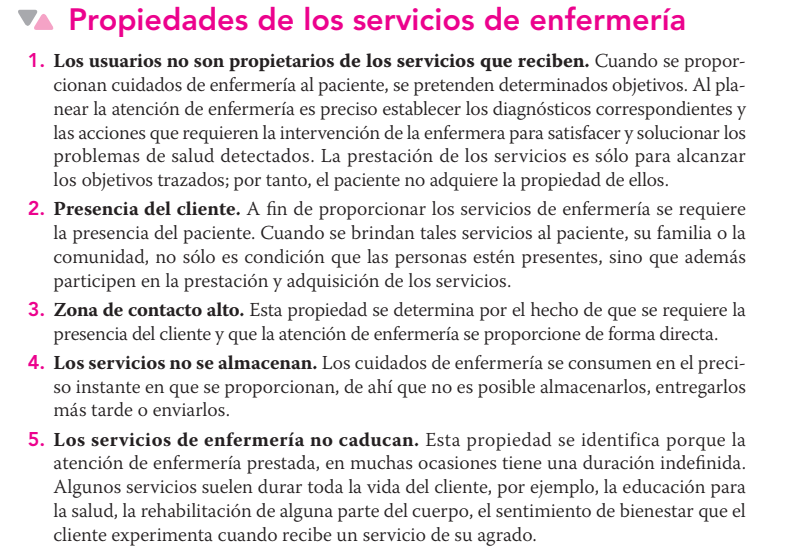 Propiedades de los servicios de enfermería
1. Los usuarios no son propietarios de los servicios que reciben. Cuando se propor-
cionan cuidados de enfermería al paciente, se pretenden determinados objetivos. Al pla-
near la atención de enfermería es preciso establecer los diagnósticos correspondientes y
las acciones que requieren la intervención de la enfermera para satisfacer y solucionar los
problemas de salud detectados. La prestación de los servicios es sólo para alcanzar
los objetivos trazados; por tanto, el paciente no adquiere la propiedad de ellos.
2. Presencia del cliente. A fin de proporcionar los servicios de enfermería se requiere
la presencia del paciente. Cuando se brindan tales servicios al paciente, su familia o la
comunidad, no sólo es condición que las personas estén presentes, sino que además
participen en la prestación y adquisición de los servicios.
3. Zona de contacto alto. Esta propiedad se determina por el hecho de que se requiere la
presencia del cliente y que la atención de enfermería se proporcione de forma directa.
4. Los servicios no se almacenan. Los cuidados de enfermería se consumen en el preci-
so instante en que se proporcionan, de ahí que no es posible almacenarlos, entregarlos
más tarde o enviarlos.
5. Los servicios de enfermería no caducan. Esta propiedad se identifica porque la
atención de enfermería prestada, en muchas ocasiones tiene una duración indefinida.
Algunos servicios suelen durar toda la vida del cliente, por ejemplo, la educación para
la salud, la rehabilitación de alguna parte del cuerpo, el sentimiento de bienestar que el
cliente experimenta cuando recibe un servicio de su agrado.